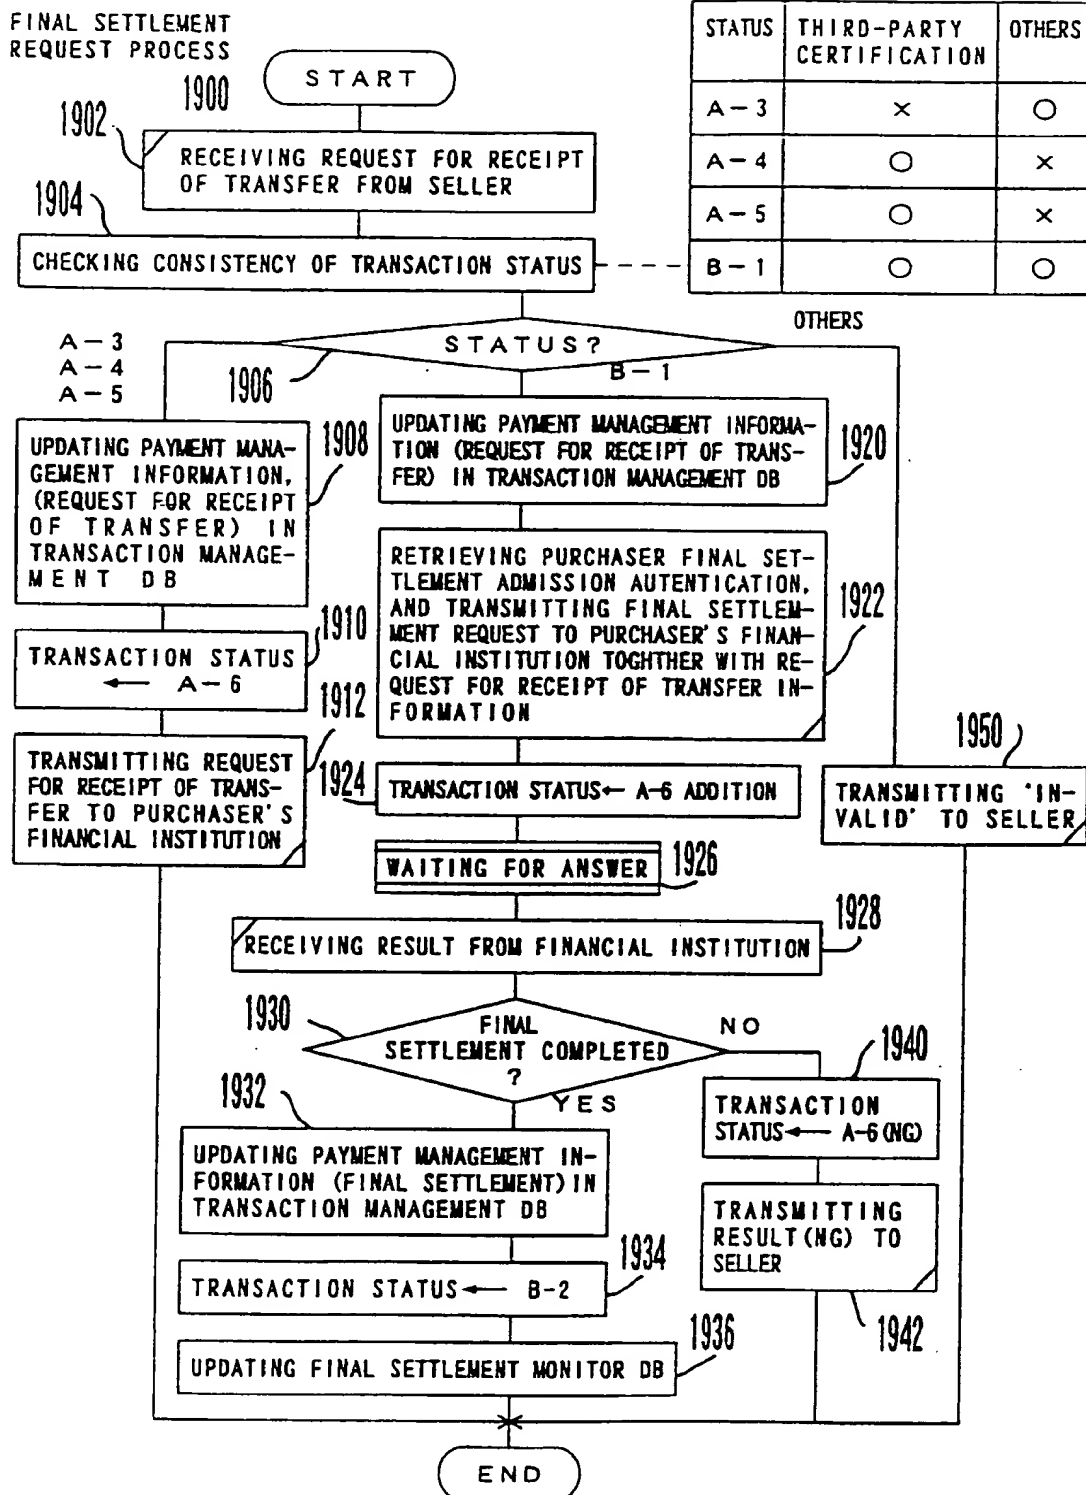 FINAL SETTLEMENT
REQUEST PROCESS
1900
START
STATUS THIRD-PARTY CERTIFICATION OTHERS
A-3 × ○
A-4 ○ ×
A-5 ○ ×
B-1 ○ ○
1902
RECEIVING REQUEST FOR RECEIPT
OF TRANSFER FROM SELLER
1904
CHECKING CONSISTENCY OF TRANSACTION STATUS
STATUS?
1906
A-3
A-4
A-5
B-1
OTHERS
UPDATING PAYMENT MANA-
GEMENT INFORMATION,
(REQUEST FOR RECEIPT
OF TRANSFER) IN
TRANSACTION MANAGE-
MENT DB
1908
TRANSACTION STATUS
← A-6
1910
TRANSMITTING REQUEST
FOR RECEIPT OF TRANS-
FER TO PURCHASER'S
FINANCIAL INSTITUTION
1912
UPDATING PAYMENT MANAGEMENT INFORMA-
TION (REQUEST FOR RECEIPT OF TRANS-
FER) IN TRANSACTION MANAGEMENT DB
1920
RETRIEVING PURCHASER FINAL SET-
TLEMENT ADMISSION AUTENTICATION,
AND TRANSMITTING FINAL SETTLE-
MENT REQUEST TO PURCHASER'S FINAN-
CIAL INSTITUTION TOGHTHER WITH RE-
QUEST FOR RECEIPT OF TRANSFER IN-
FORMATION
1922
1924
TRANSACTION STATUS← A-6 ADDITION
WAITING FOR ANSWER
1926
RECEIVING RESULT FROM FINANCIAL INSTITUTION
1928
1930
FINAL
SETTLEMENT COMPLETED
?
YES
NO
1932
UPDATING PAYMENT MANAGEMENT IN-
FORMATION (FINAL SETTLEMENT) IN
TRANSACTION MANAGEMENT DB
TRANSACTION STATUS← B-2
1934
UPDATING FINAL SETTLEMENT MONITOR DB
1936
1940
TRANSACTION
STATUS← A-6(NG)
TRANSMITTING
RESULT(NG) TO
SELLER
1942
1950
TRANSMITTING 'IN-
VALID' TO SELLER
END